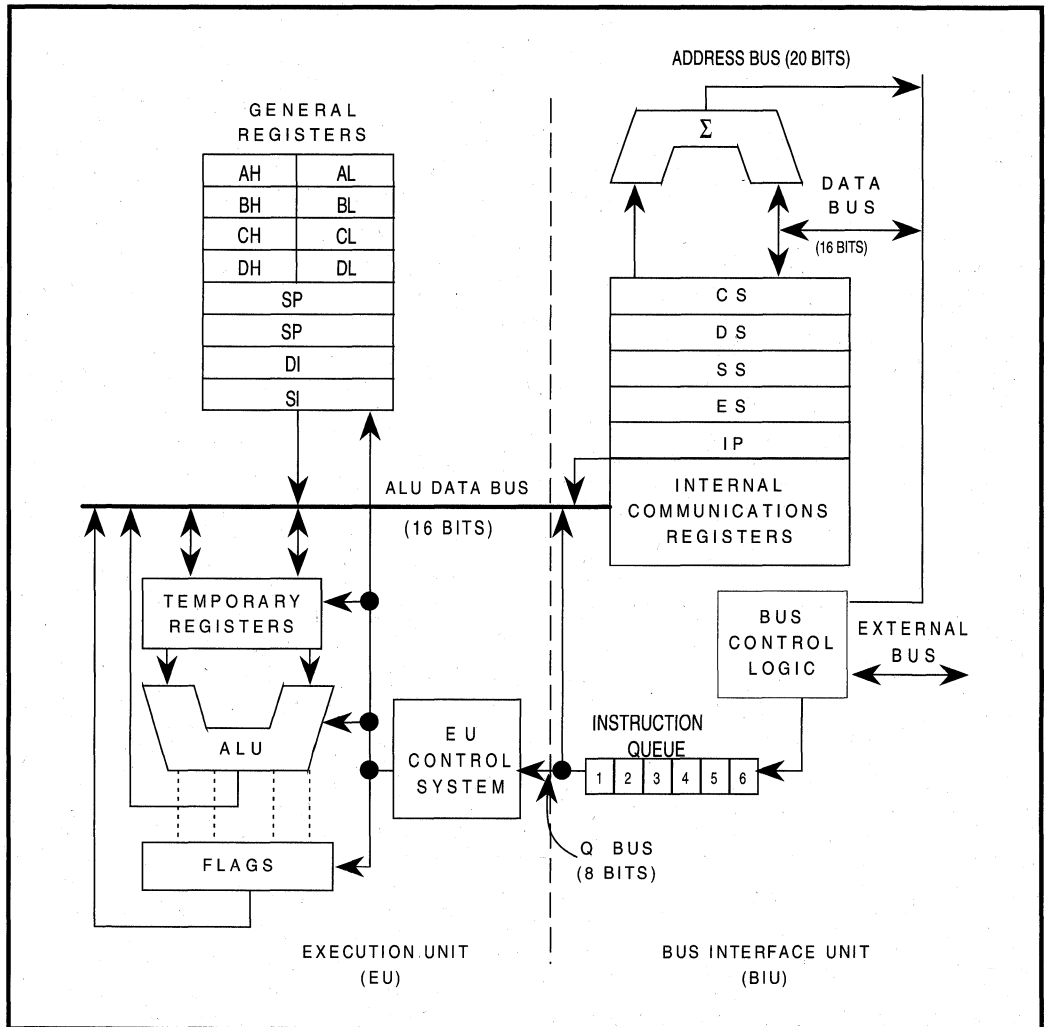 ADDRESS BUS (20 BITS)
GENERAL
REGISTERS
Σ
AH AL
BH BL
CH CL
DH DL
SP
SP
DI
SI
DATA
BUS
(16 BITS)
CS
DS
SS
ES
IP
INTERNAL
COMMUNICATIONS
REGISTERS
ALU DATA BUS
(16 BITS)
TEMPORARY
REGISTERS
ALU
FLAGS
EU
CONTROL
SYSTEM
BUS
CONTROL
LOGIC
EXTERNAL
BUS
INSTRUCTION
QUEUE
1 2 3 4 5 6
Q BUS
(8 BITS)
EXECUTION UNIT
(EU)
BUS INTERFACE UNIT
(BIU)